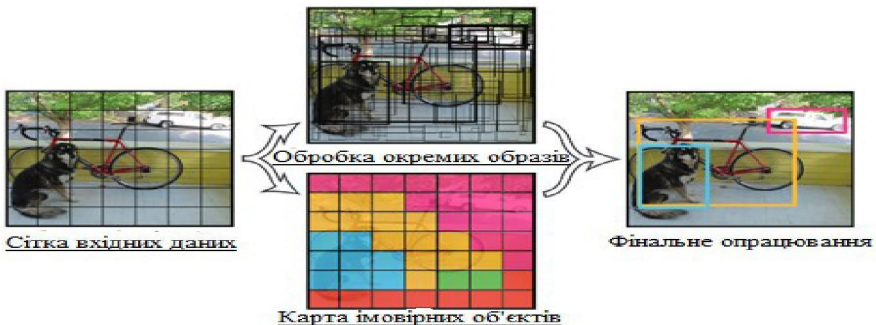 Обробка окремих образів
Сітка вхідних даних
Фінальне опрацювання
Карта імовірних об'єктів